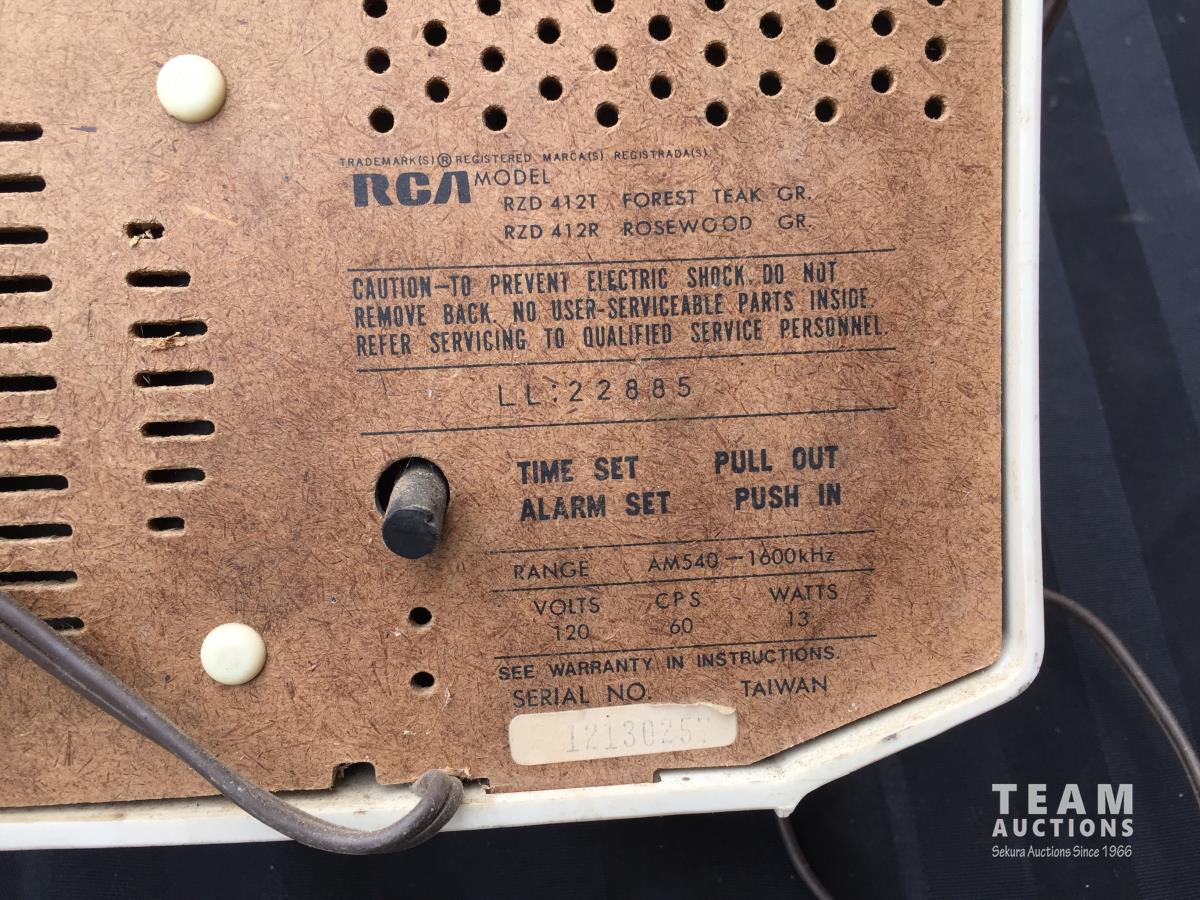 TRADEMARK(S) ® REGISTERED MARCA(S) REGISTRADA(S)
RCA MODEL
RZD 412T FOREST TEAK GR.
RZD 412R ROSEWOOD GR.
CAUTION—TO PREVENT ELECTRIC SHOCK, DO NOT
REMOVE BACK. NO USER-SERVICEABLE PARTS INSIDE.
REFER SERVICING TO QUALIFIED SERVICE PERSONNEL.
LL:22885
TIME SET PULL OUT
ALARM SET PUSH IN
RANGE AM540—1600kHz
VOLTS CPS WATTS
120 60 13
SEE WARRANTY IN INSTRUCTIONS.
SERIAL NO. TAIWAN
TEAM
AUCTIONS
Sekura Auctions Since 1966